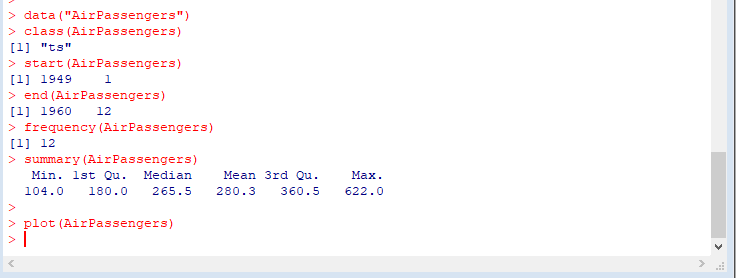 > data("AirPassengers")
> class(AirPassengers)
[1] "ts"
> start(AirPassengers)
[1] 1949    1
> end(AirPassengers)
[1] 1960   12
> frequency(AirPassengers)
[1] 12
> summary(AirPassengers)
   Min. 1st Qu.  Median    Mean 3rd Qu.    Max.
  104.0   180.0   265.5   280.3   360.5   622.0
>
> plot(AirPassengers)
>